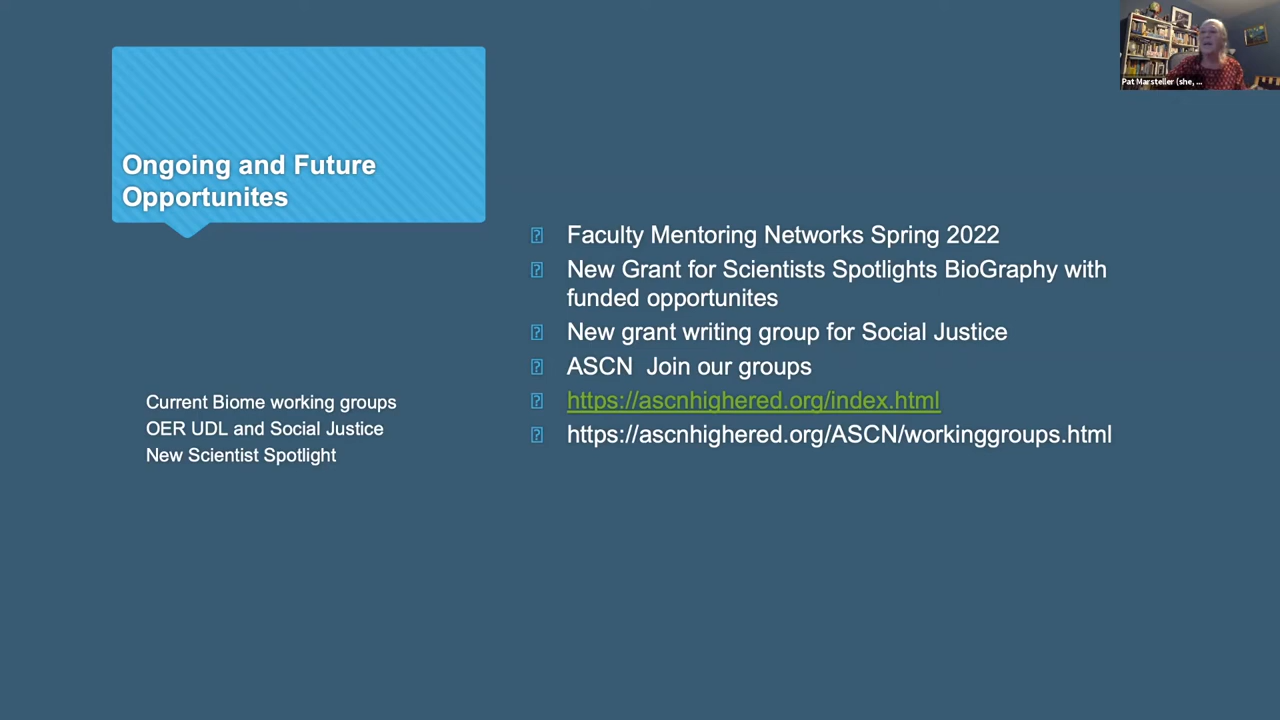 Ongoing and Future
Opportunites
Current Biome working groups
OER UDL and Social Justice
New Scientist Spotlight
Faculty Mentoring Networks Spring 2022
New Grant for Scientists Spotlights BioGraphy with
funded opportunites
New grant writing group for Social Justice
ASCN  Join our groups
https://ascnhighered.org/index.html
https://ascnhighered.org/ASCN/workinggroups.html
Pat Marsteller (she, ...